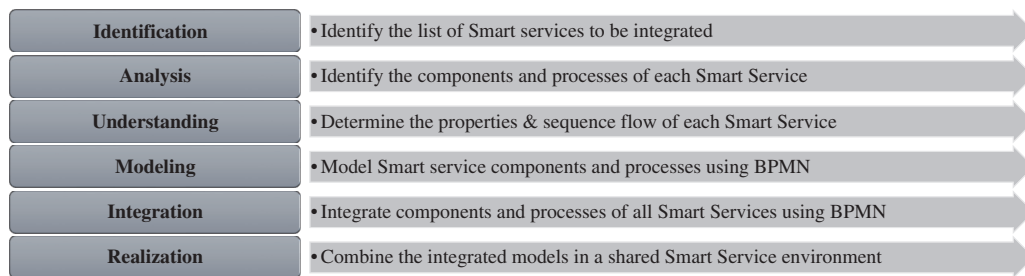 Identification
• Identify the list of Smart services to be integrated
Analysis
• Identify the components and processes of each Smart Service
Understanding
• Determine the properties & sequence flow of each Smart Service
Modeling
• Model Smart service components and processes using BPMN
Integration
• Integrate components and processes of all Smart Services using BPMN
Realization
• Combine the integrated models in a shared Smart Service environment